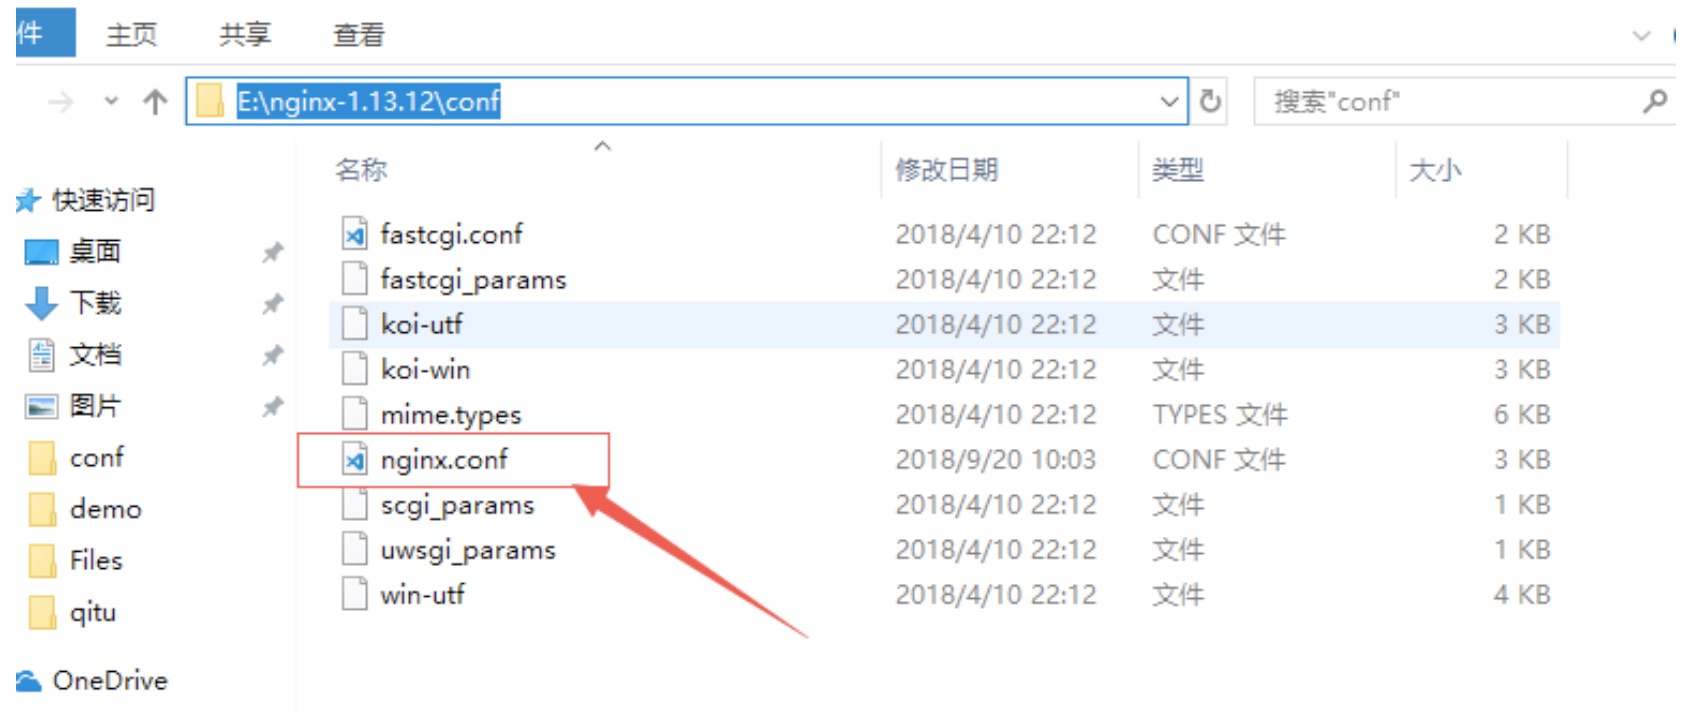 件 主页 共享 查看
E:\nginx-1.13.12\conf 搜索"conf"
名称 修改日期 类型 大小
快速访问
桌面
下载
文档
图片
conf
demo
Files
qitu
OneDrive
fastcgi.conf 2018/4/10 22:12 CONF 文件 2 KB
fastcgi_params 2018/4/10 22:12 文件 2 KB
koi-utf 2018/4/10 22:12 文件 3 KB
koi-win 2018/4/10 22:12 文件 3 KB
mime.types 2018/4/10 22:12 TYPES 文件 6 KB
nginx.conf 2018/9/20 10:03 CONF 文件 3 KB
scgi_params 2018/4/10 22:12 文件 1 KB
uwsgi_params 2018/4/10 22:12 文件 1 KB
win-utf 2018/4/10 22:12 文件 4 KB